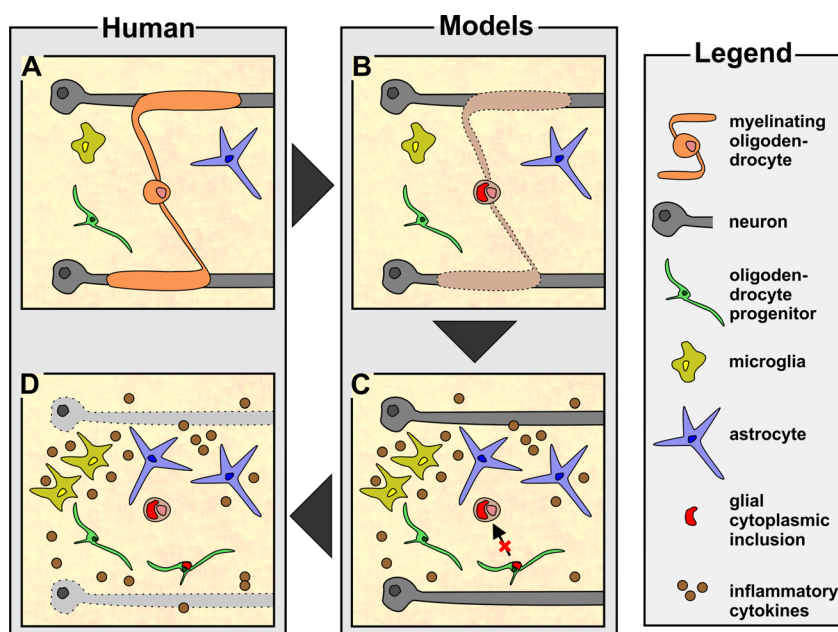 Human
Models
Legend
A
B
D
C
myelinating
oligoden-
drocyte
neuron
oligoden-
drocyte
progenitor
microglia
astrocyte
glial
cytoplasmic
inclusion
inflammatory
cytokines